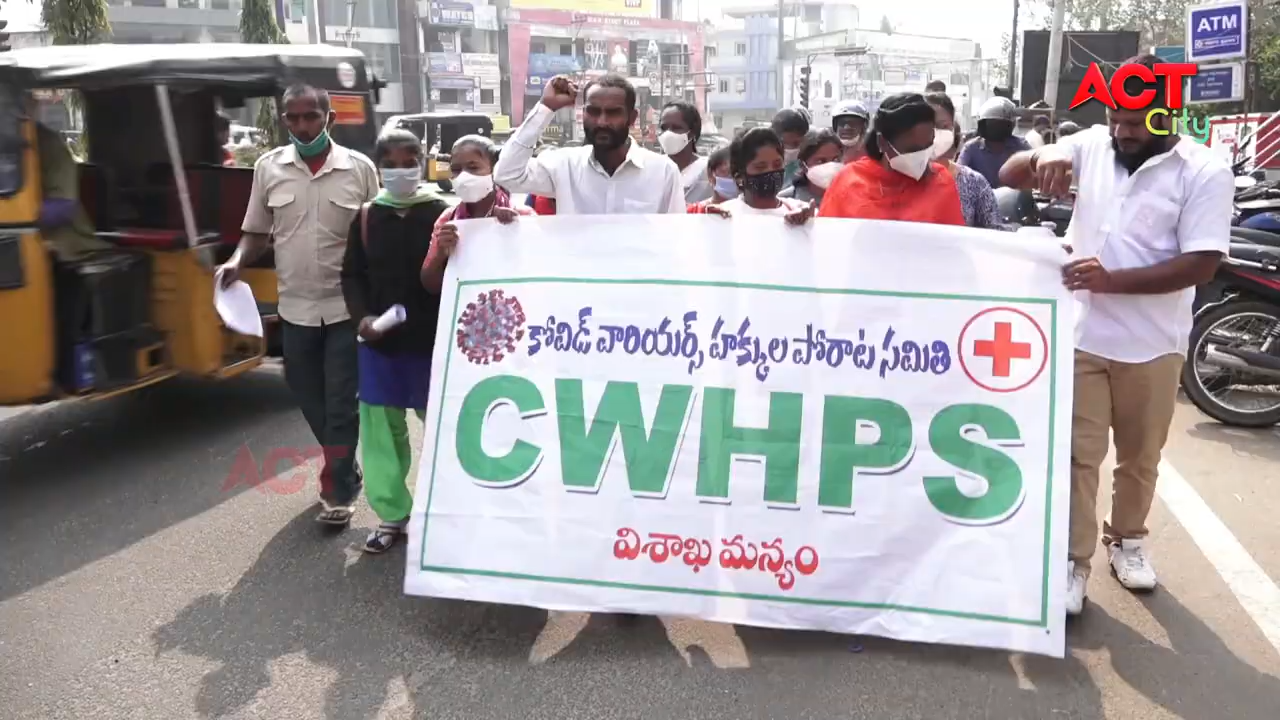 ATM
ACT
City
కోవిడ్ వారియర్స్ హక్కుల పోరాట సమితి
CWHPS
విశాఖ మన్యం
ACT